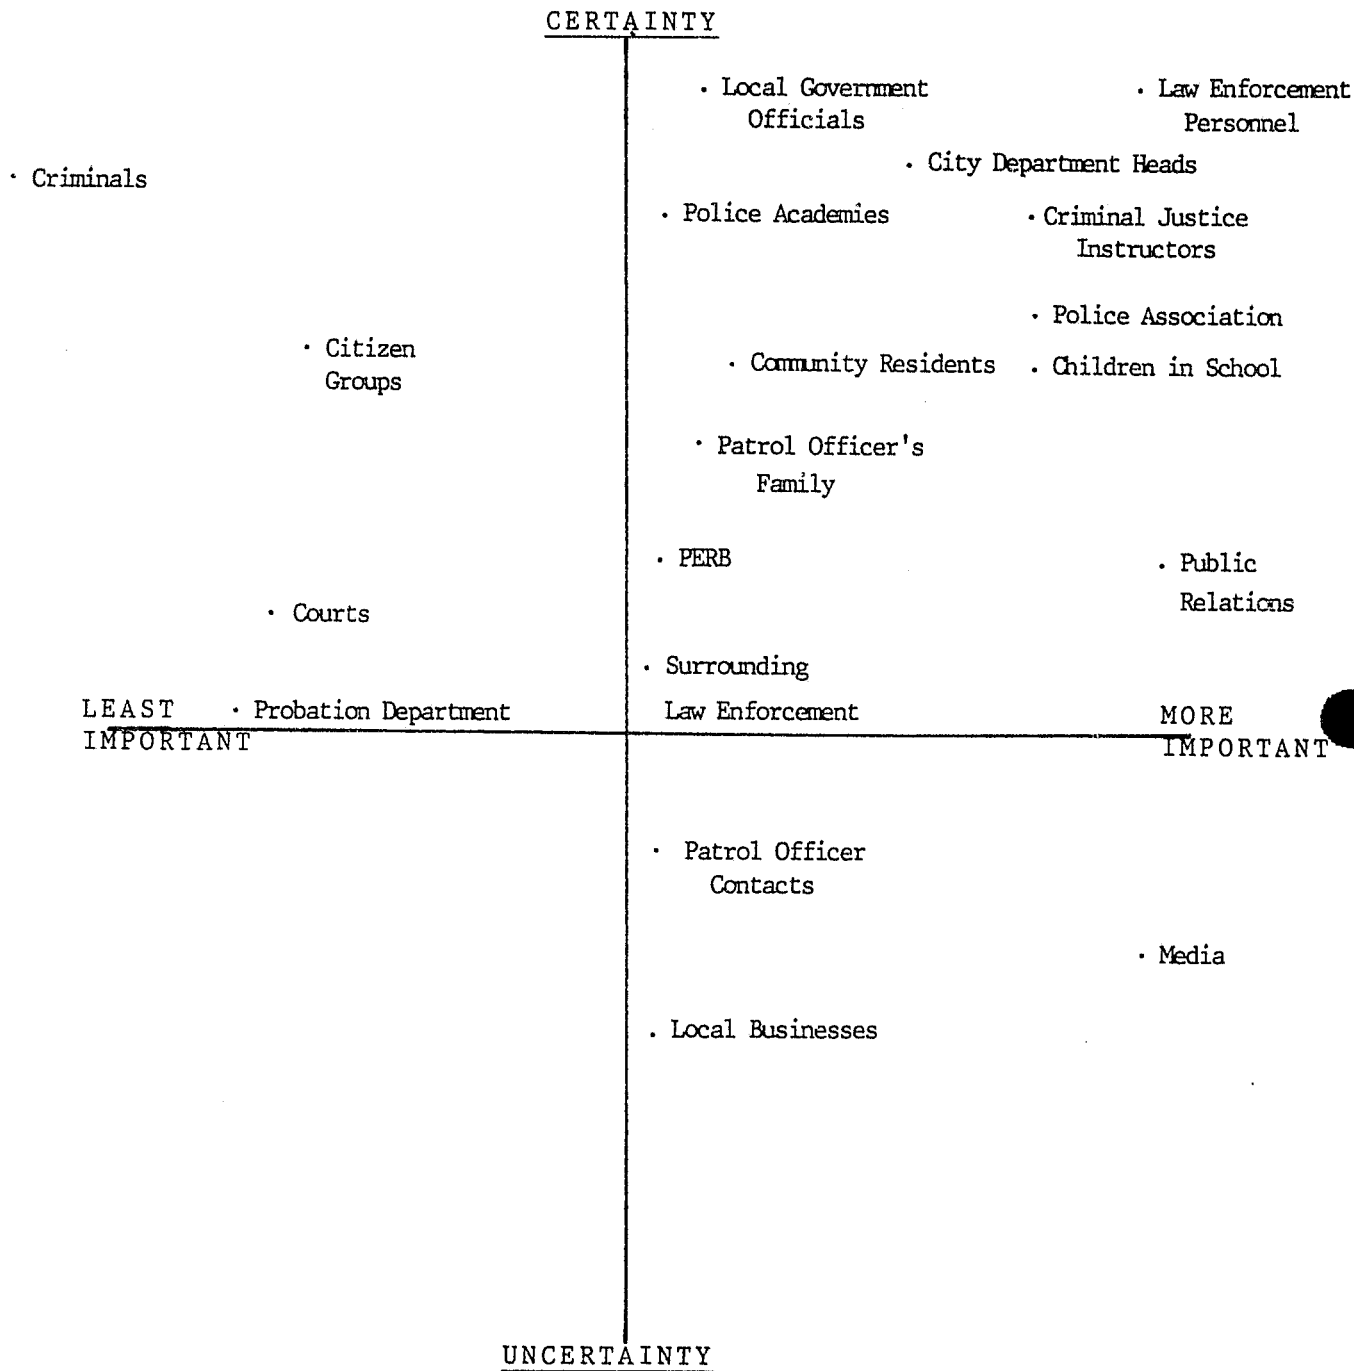 CERTAINTY
· Local Government
Officials
· Law Enforcement
Personnel
· City Department Heads
· Criminals
· Police Academies
· Criminal Justice
Instructors
· Police Association
· Citizen
Groups
· Community Residents
· Children in School
· Patrol Officer's
Family
· PERB
· Public
Relations
· Courts
· Surrounding
Law Enforcement
LEAST
IMPORTANT
· Probation Department
MORE
IMPORTANT
· Patrol Officer
Contacts
· Media
· Local Businesses
UNCERTAINTY